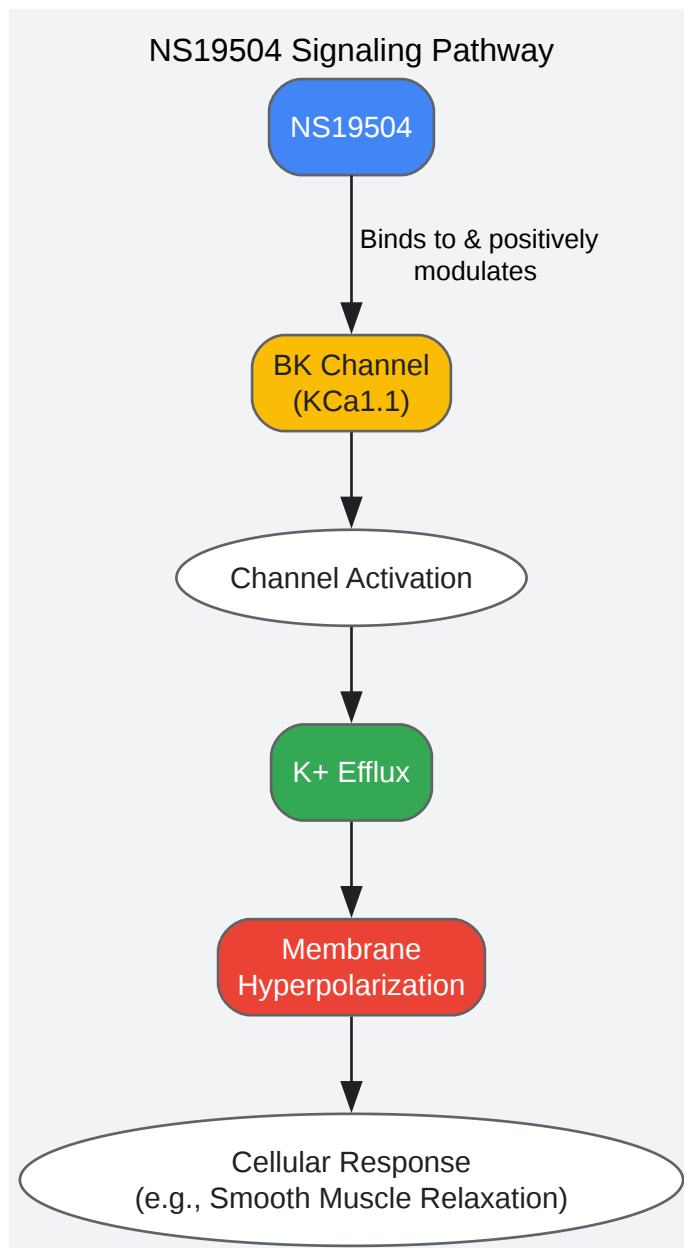 NS19504 Signaling Pathway
NS19504
Binds to & positively
modulates
BK Channel
(KCa1.1)
Channel Activation
K+ Efflux
Membrane
Hyperpolarization
Cellular Response
(e.g., Smooth Muscle Relaxation)